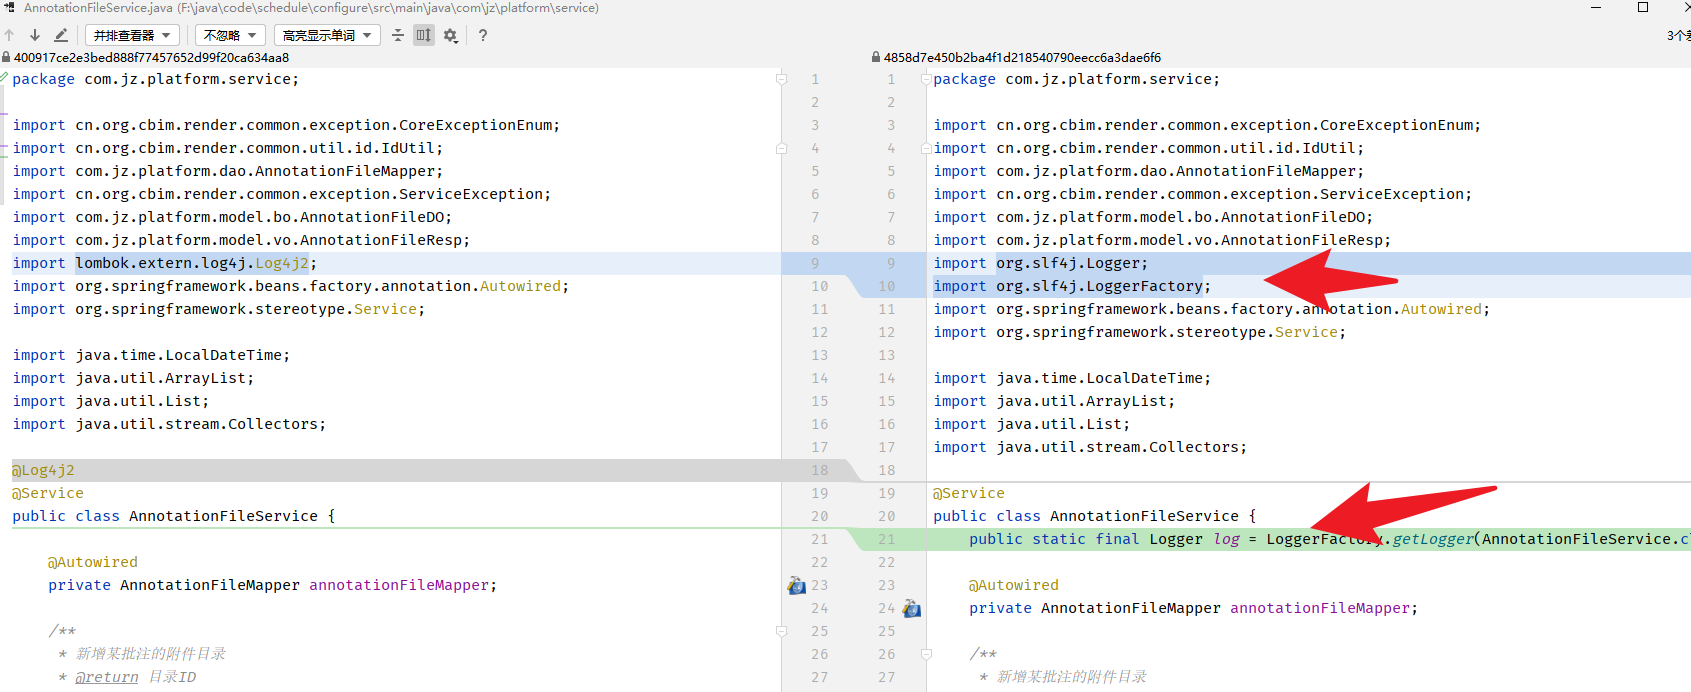 AnnotationFileService.java (F:\java\code\schedule\configure\src\main\java\com\jz\platform\service)
并排查看器 不忽略 高亮显示单词 ?
3个差
400917ce2e3bed888f77457652d99f20ca634aa8
package com.jz.platform.service;
import cn.org.cbim.render.common.exception.CoreExceptionEnum;
import cn.org.cbim.render.common.util.id.IdUtil;
import com.jz.platform.dao.AnnotationFileMapper;
import cn.org.cbim.render.common.exception.ServiceException;
import com.jz.platform.model.bo.AnnotationFileDO;
import com.jz.platform.model.vo.AnnotationFileResp;
import lombok.extern.log4j.Log4j2;
import org.springframework.beans.factory.annotation.Autowired;
import org.springframework.stereotype.Service;
import java.time.LocalDateTime;
import java.util.ArrayList;
import java.util.List;
import java.util.stream.Collectors;
@Log4j2
@Service
public class AnnotationFileService {
@Autowired
private AnnotationFileMapper annotationFileMapper;
/**
* 新增某批注的附件目录
* @return 目录ID
1
2
3
4
5
6
7
8
9
10
11
12
13
14
15
16
17
18
19
20
21
22
23
24
25
26
27
4858d7e450b2ba4f1d218540790eecc6a3dae6f6
1
2
3
4
5
6
7
8
9
10
11
12
13
14
15
16
17
18
19
20
21
22
23
24
25
26
27
package com.jz.platform.service;
import cn.org.cbim.render.common.exception.CoreExceptionEnum;
import cn.org.cbim.render.common.util.id.IdUtil;
import com.jz.platform.dao.AnnotationFileMapper;
import cn.org.cbim.render.common.exception.ServiceException;
import com.jz.platform.model.bo.AnnotationFileDO;
import com.jz.platform.model.vo.AnnotationFileResp;
import org.slf4j.Logger;
import org.slf4j.LoggerFactory;
import org.springframework.beans.factory.annotation.Autowired;
import org.springframework.stereotype.Service;
import java.time.LocalDateTime;
import java.util.ArrayList;
import java.util.List;
import java.util.stream.Collectors;
@Service
public class AnnotationFileService {
public static final Logger log = LoggerFactory.getLogger(AnnotationFileService.cl
@Autowired
private AnnotationFileMapper annotationFileMapper;
/**
* 新增某批注的附件目录